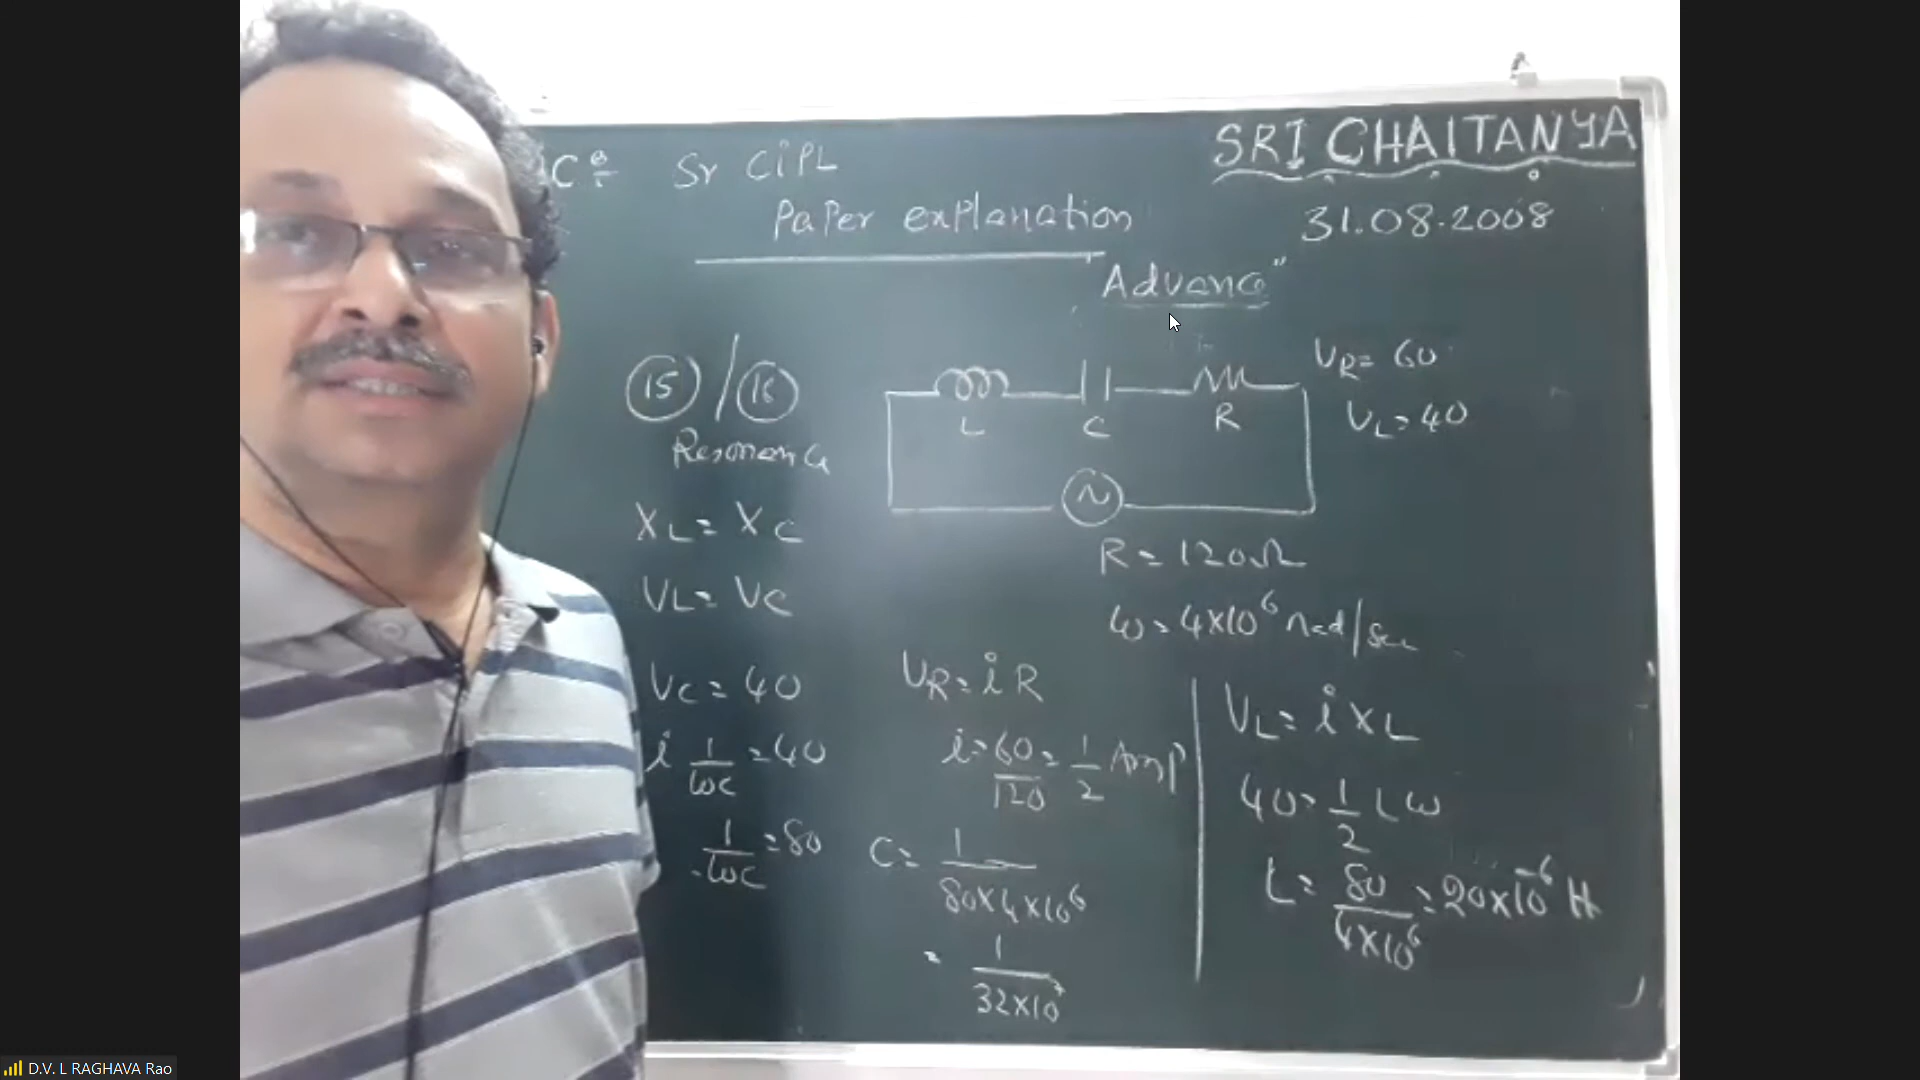 SRI CHAITANYA
C: Sr CIPL
Paper explanation
31.08.2008
"Advance"
15 / 16
Resonance
L C R
VR = 60
VL = 40
XL = XC
R = 120Ω
VL = VC
ω = 4×10⁶ rad/sec
VC = 40
i 1/ωC = 40
1/ωC = 80
VR = iR
i = 60/120 = 1/2 Amp
C = 1/80×4×10⁶
= 1/32×10⁷
VL = i XL
40 = 1/2 Lω
L = 80/4×10⁶ = 20×10⁻⁶ H
D.V. L RAGHAVA Rao